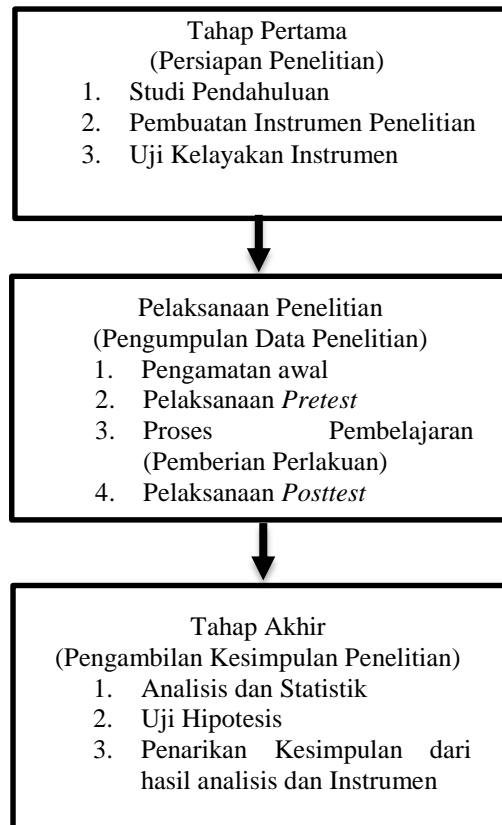 Tahap Pertama
(Persiapan Penelitian)
1. Studi Pendahuluan
2. Pembuatan Instrumen Penelitian
3. Uji Kelayakan Instrumen
Pelaksanaan Penelitian
(Pengumpulan Data Penelitian)
1. Pengamatan awal
2. Pelaksanaan Pretest
3. Proses Pembelajaran
(Pemberian Perlakuan)
4. Pelaksanaan Posttest
Tahap Akhir
(Pengambilan Kesimpulan Penelitian)
1. Analisis dan Statistik
2. Uji Hipotesis
3. Penarikan Kesimpulan dari
hasil analisis dan Instrumen